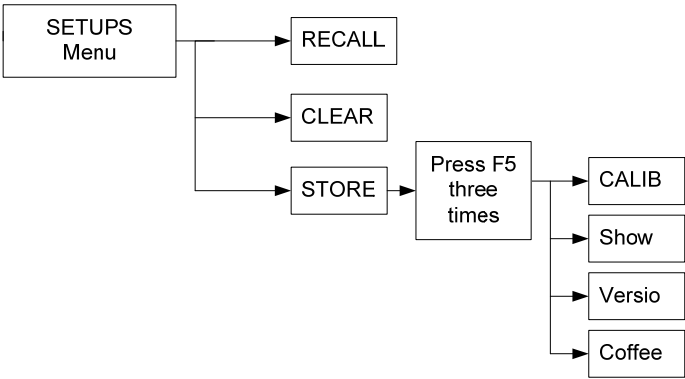 SETUPS
Menu
RECALL
CLEAR
STORE
Press F5
three
times
CALIB
Show
Versio
Coffee